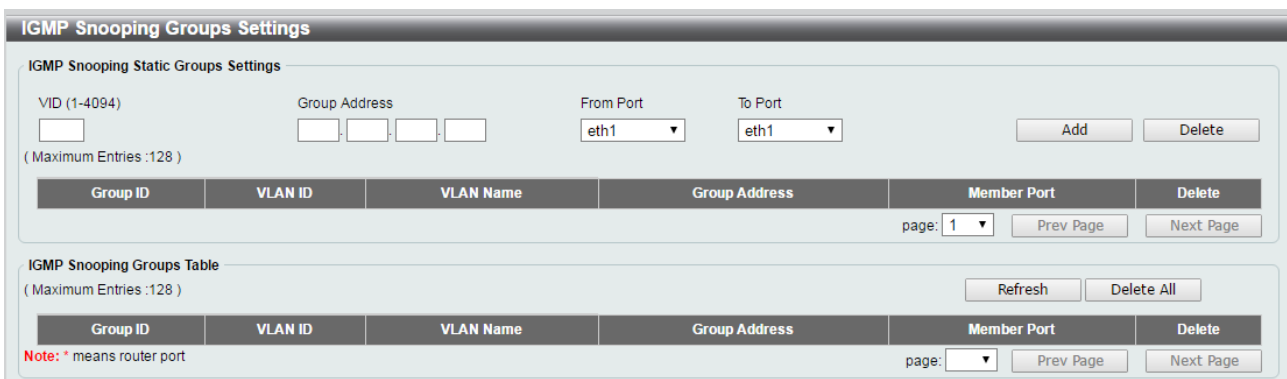 IGMP Snooping Groups Settings
IGMP Snooping Static Groups Settings
VID (1-4094) Group Address From Port To Port
. . . eth1 eth1 Add Delete
( Maximum Entries :128 )
Group ID VLAN ID VLAN Name Group Address Member Port Delete
page: 1 Prev Page Next Page
IGMP Snooping Groups Table
( Maximum Entries :128 ) Refresh Delete All
Group ID VLAN ID VLAN Name Group Address Member Port Delete
Note: * means router port page: Prev Page Next Page